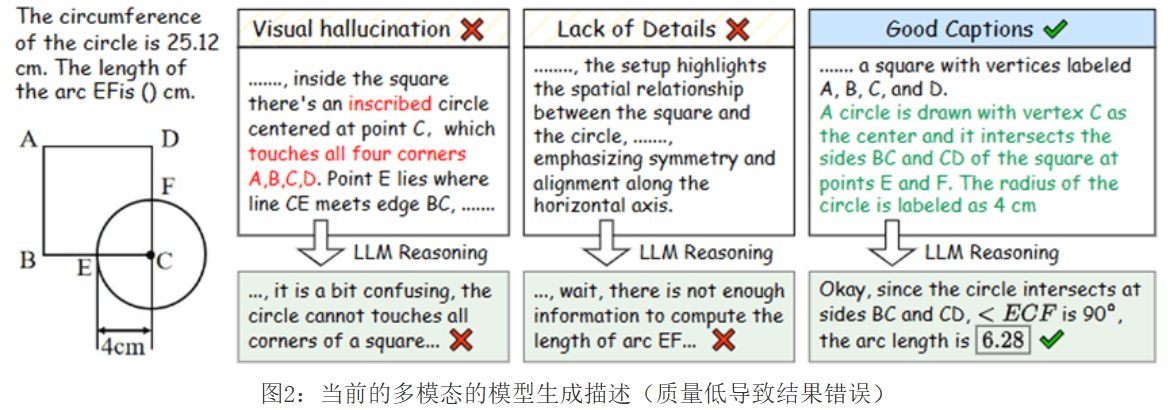 The circumference
of the circle is 25.12
cm. The length of
the arc EFis () cm.
A
D
F
B
E
C
4cm
Visual hallucination
......., inside the square
there's an inscribed circle
centered at point C, which
touches all four corners
A,B,C,D. Point E lies where
line CE meets edge BC, .......
LLM Reasoning
..., it is a bit confusing, the
circle cannot touches all
corners of a square...
Lack of Details
........, the setup highlights
the spatial relationship
between the square and
the circle, .......,
emphasizing symmetry and
alignment along the
horizontal axis.
LLM Reasoning
..., wait, there is not enough
information to compute the
length of arc EF...
Good Captions
....... a square with vertices labeled
A, B, C, and D.
A circle is drawn with vertex C as
the center and it intersects the
sides BC and CD of the square at
points E and F. The radius of the
circle is labeled as 4 cm
LLM Reasoning
Okay, since the circle intersects at
sides BC and CD, < ECF is 90°,
the arc length is 6.28
图2：当前的多模态的模型生成描述（质量低导致结果错误）